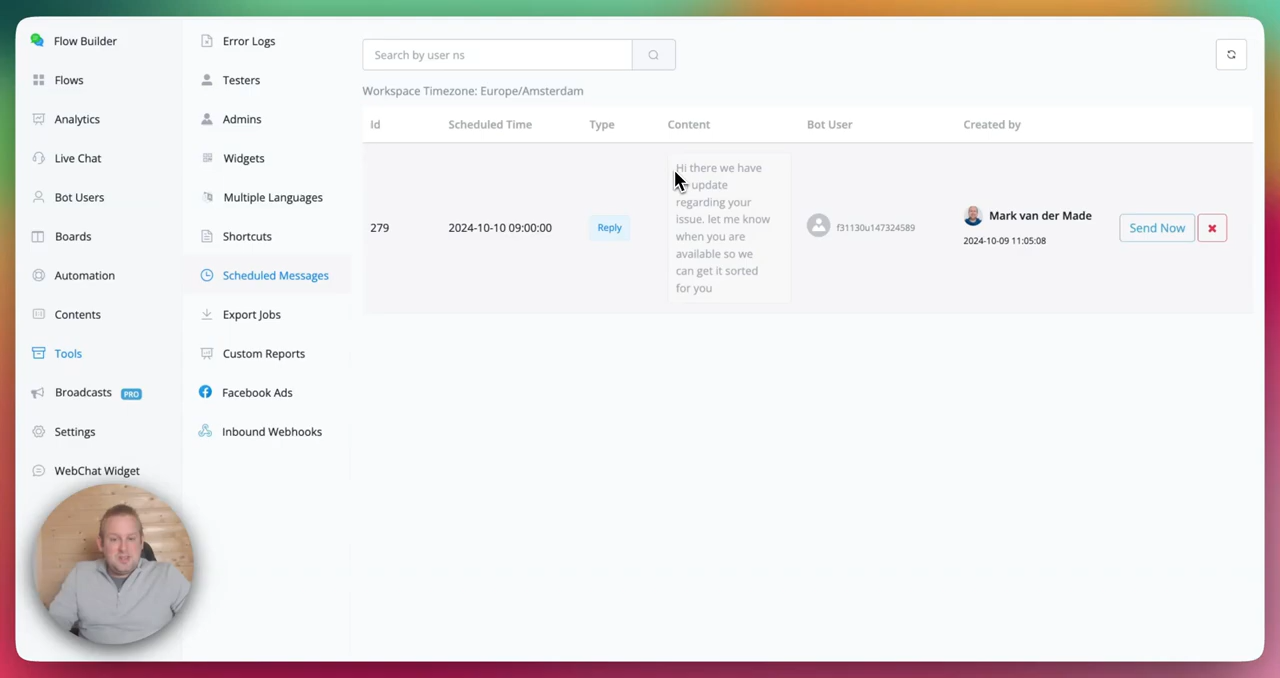 Flow Builder
Flows
Analytics
Live Chat
Bot Users
Boards
Automation
Contents
Tools
Broadcasts PRO
Settings
WebChat Widget
Error Logs
Testers
Admins
Widgets
Multiple Languages
Shortcuts
Scheduled Messages
Export Jobs
Custom Reports
Facebook Ads
Inbound Webhooks
Search by user ns
Workspace Timezone: Europe/Amsterdam
Id Scheduled Time Type Content Bot User Created by
279
2024-10-10 09:00:00
Reply
Hi there we have
update
regarding your
issue. let me know
when you are
available so we
can get it sorted
for you
f31130u147324589
Mark van der Made
2024-10-09 11:05:08
Send Now